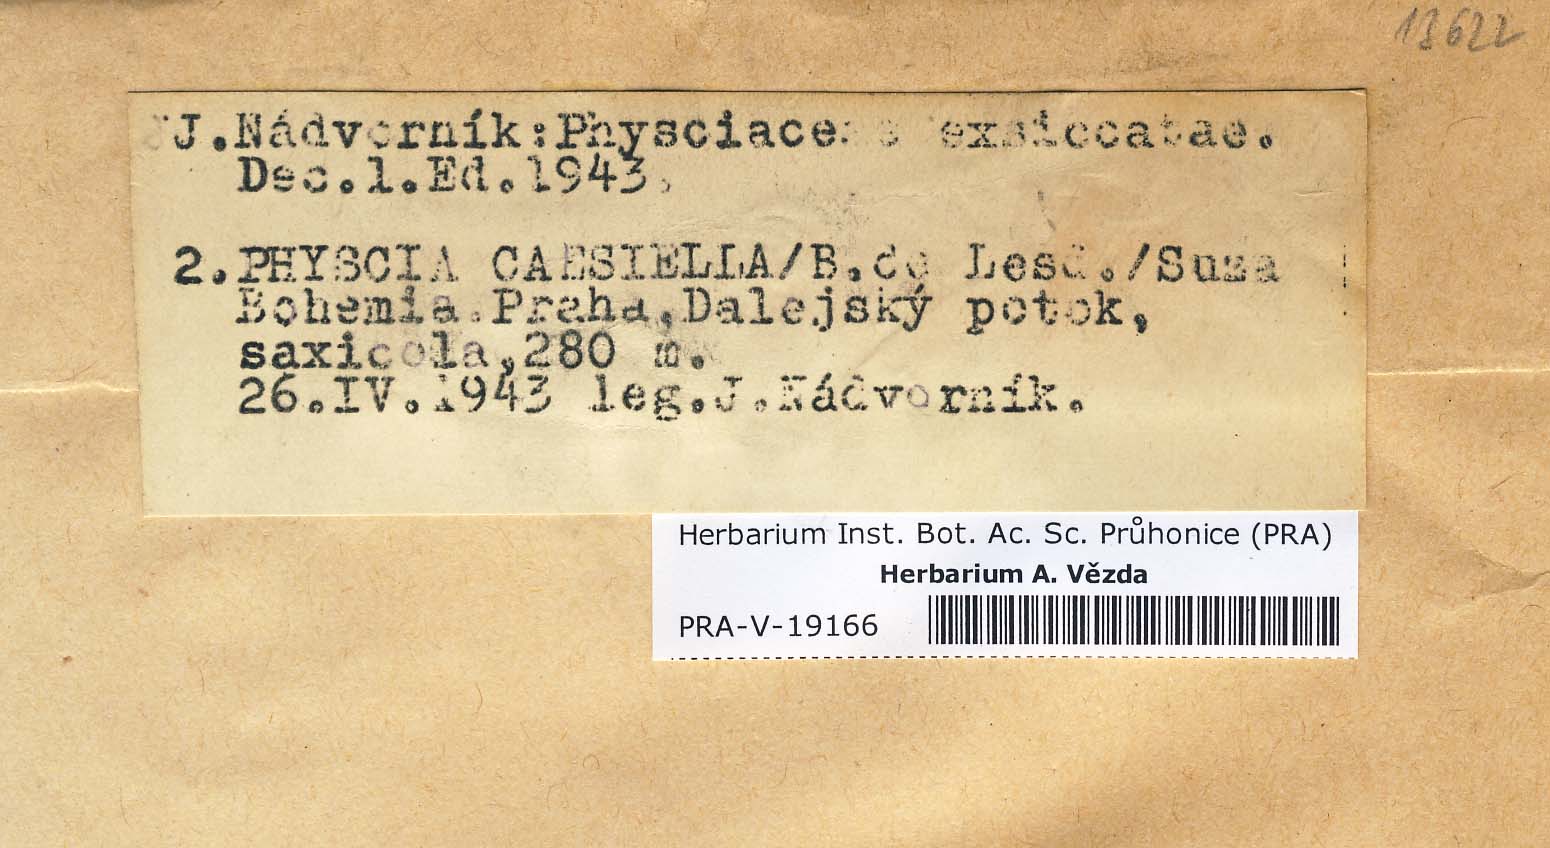 13622
J.Nádvorník:Physciaceae exsiccatae.
Dec.1.Ed.1943.
2.PHYSCIA CAESIELLA/B.de Lesd./Suza
Bohemia.Praha,Dalejský potok,
saxicola,280 m.
26.IV.1943 leg.J.Nádvorník.
Herbarium Inst. Bot. Ac. Sc. Průhonice (PRA)
Herbarium A. Vězda
PRA-V-19166